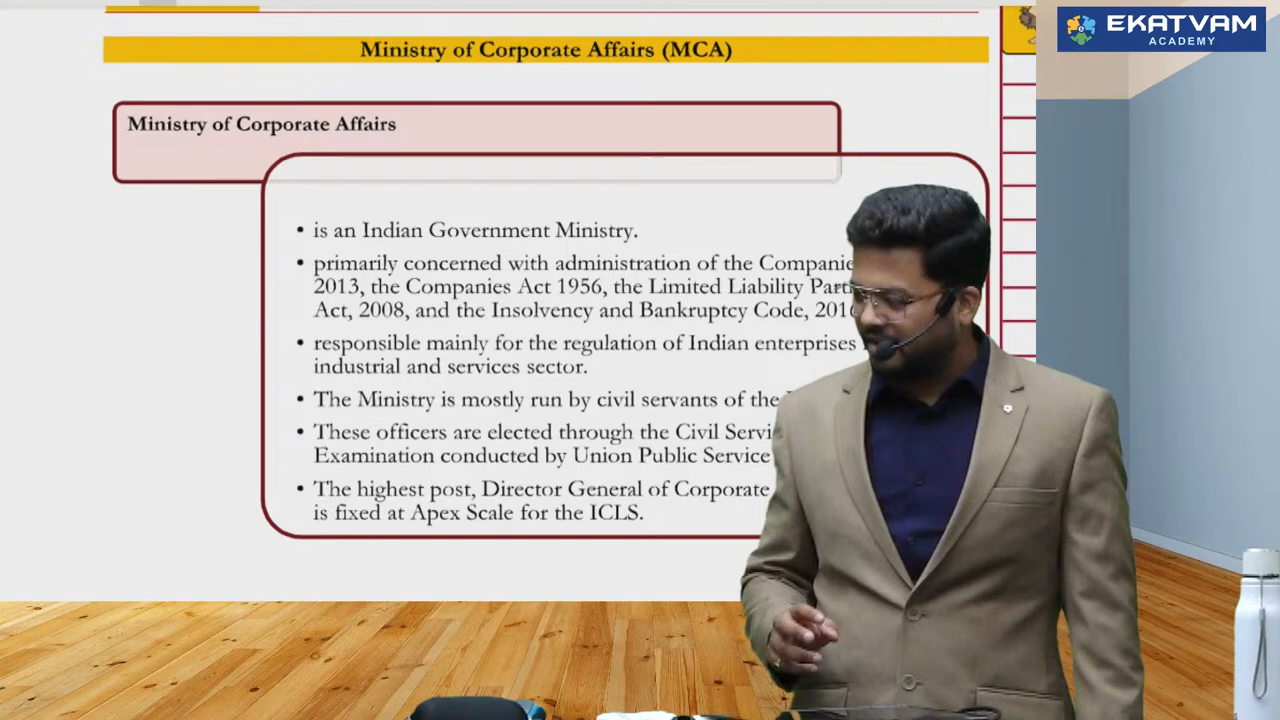 EKATVAM
ACADEMY
Ministry of Corporate Affairs (MCA)
Ministry of Corporate Affairs
• is an Indian Government Ministry.
• primarily concerned with administration of the
2013, the Companies Act 1956, the Limited Liability
Act, 2008, and the Insolvency and Bankruptcy Code,
• responsible mainly for the regulation of Indian enterprises
industrial and services sector.
• The Ministry is mostly run by civil servants of the
• These officers are elected through the Civil
Examination conducted by Union Public Service
• The highest post, Director General of Corporate
is fixed at Apex Scale for the ICLS.